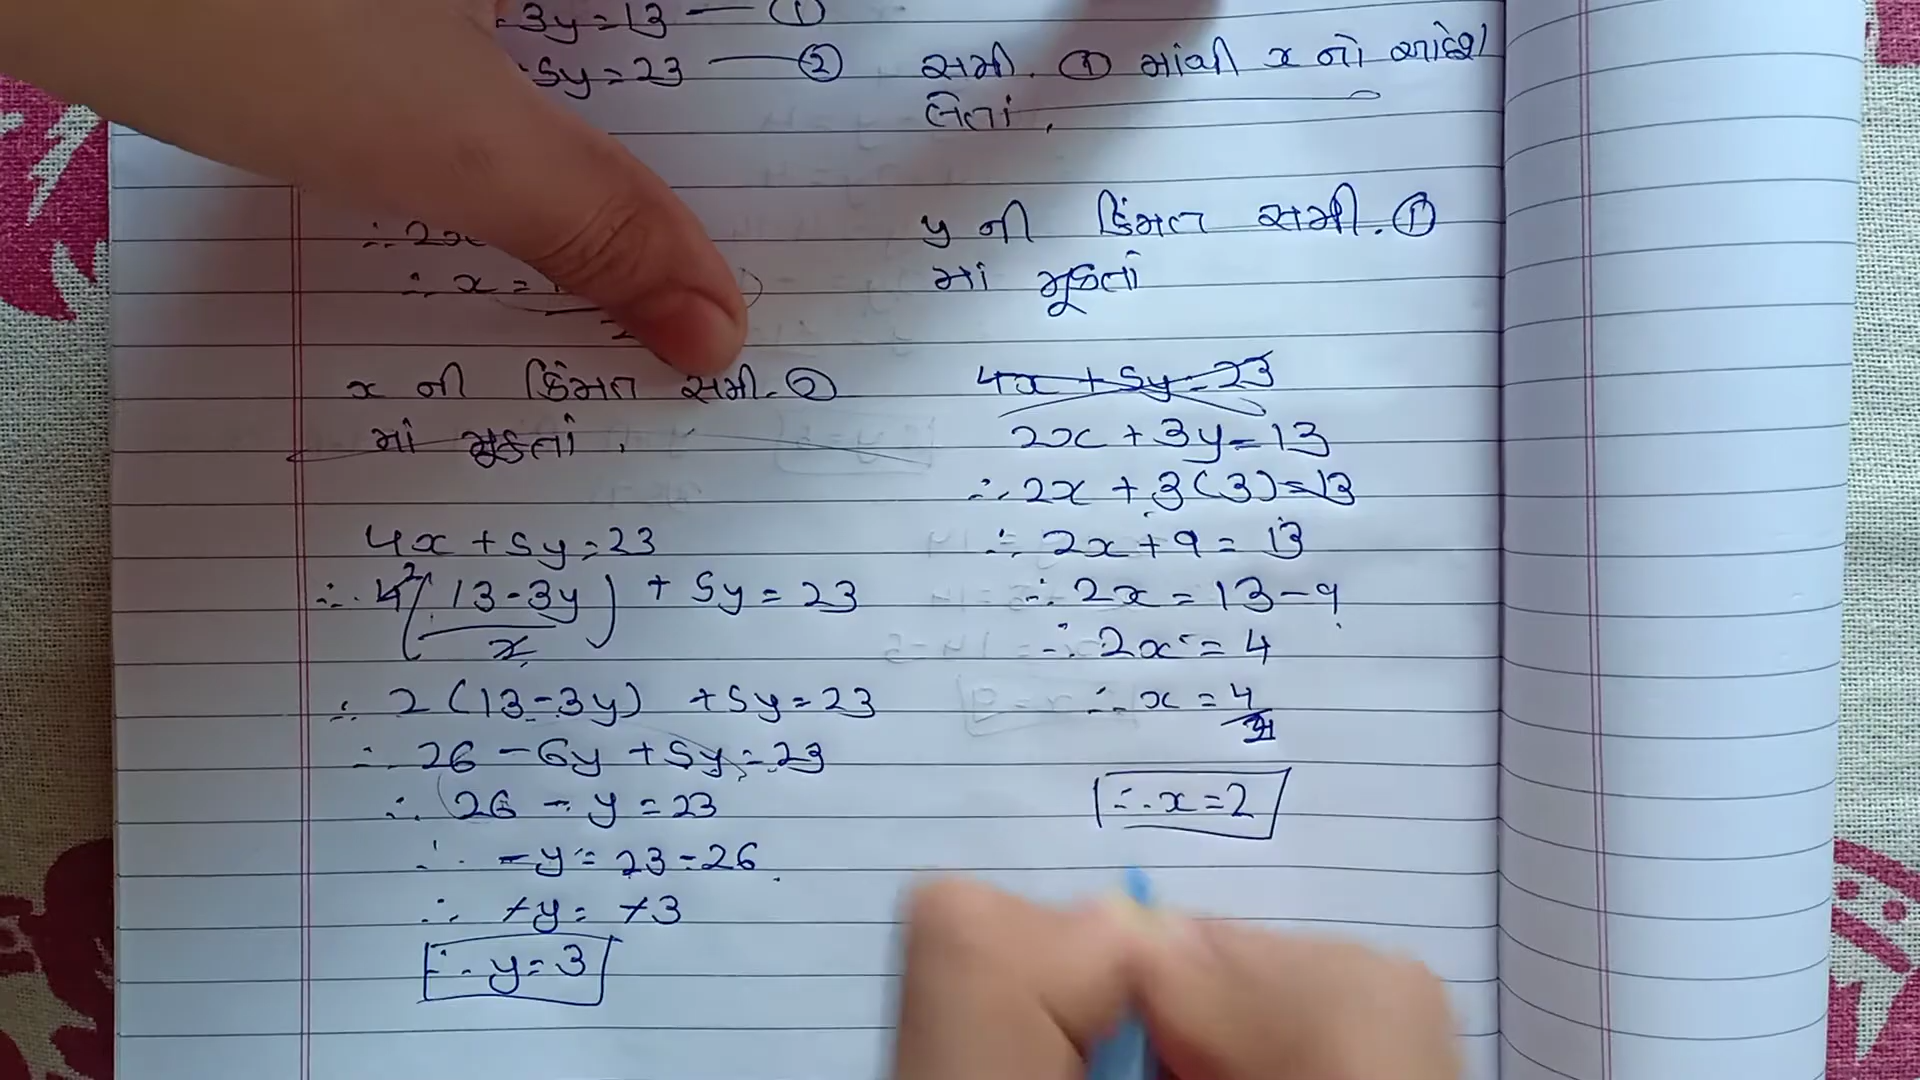 3y=13 — ①
5y=23 — ②
∴ 2x
∴ x =
x ની કિંમત સમી. ②
માં મુકતાં,
4x + 5y = 23
∴ 4²(13-3y/2) + 5y = 23
∴ 2(13-3y) + 5y = 23
∴ 26 - 6y + 5y = 23
∴ 26 - y = 23
∴ -y = 23 - 26
∴ -y = -3
∴ y = 3
સમી. ① માંથી x નો આદેશ
લેતાં,
y ની કિંમત સમી. ①
માં મૂકતાં
4x + 5y = 23
2x + 3y = 13
∴ 2x + 3(3) = 13
∴ 2x + 9 = 13
∴ 2x = 13 - 9
∴ 2x = 4
∴ x = 4/2
∴ x = 2